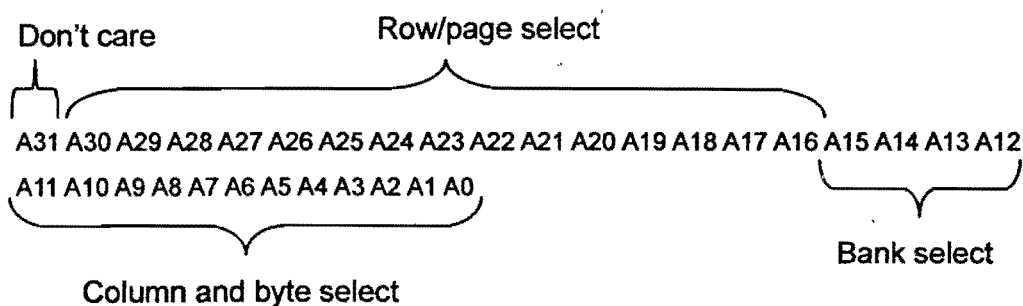 Don't care
Row/page select
A31 A30 A29 A28 A27 A26 A25 A24 A23 A22 A21 A20 A19 A18 A17 A16 A15 A14 A13 A12
A11 A10 A9 A8 A7 A6 A5 A4 A3 A2 A1 A0
Bank select
Column and byte select